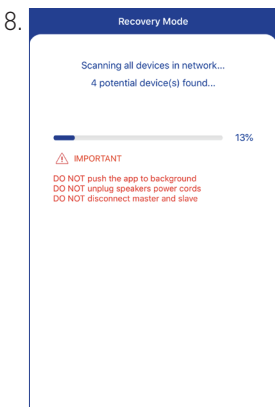 8.
Recovery Mode
Scanning all devices in network...
4 potential device(s) found...
13%
IMPORTANT
DO NOT push the app to background
DO NOT unplug speakers power cords
DO NOT disconnect master and slave